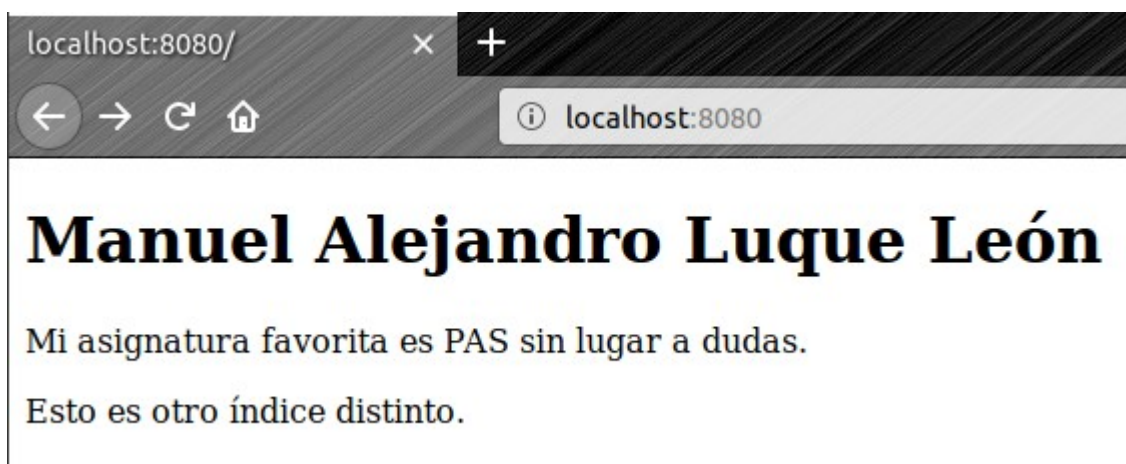 localhost:8080/
localhost:8080
Manuel Alejandro Luque León
Mi asignatura favorita es PAS sin lugar a dudas.
Esto es otro índice distinto.